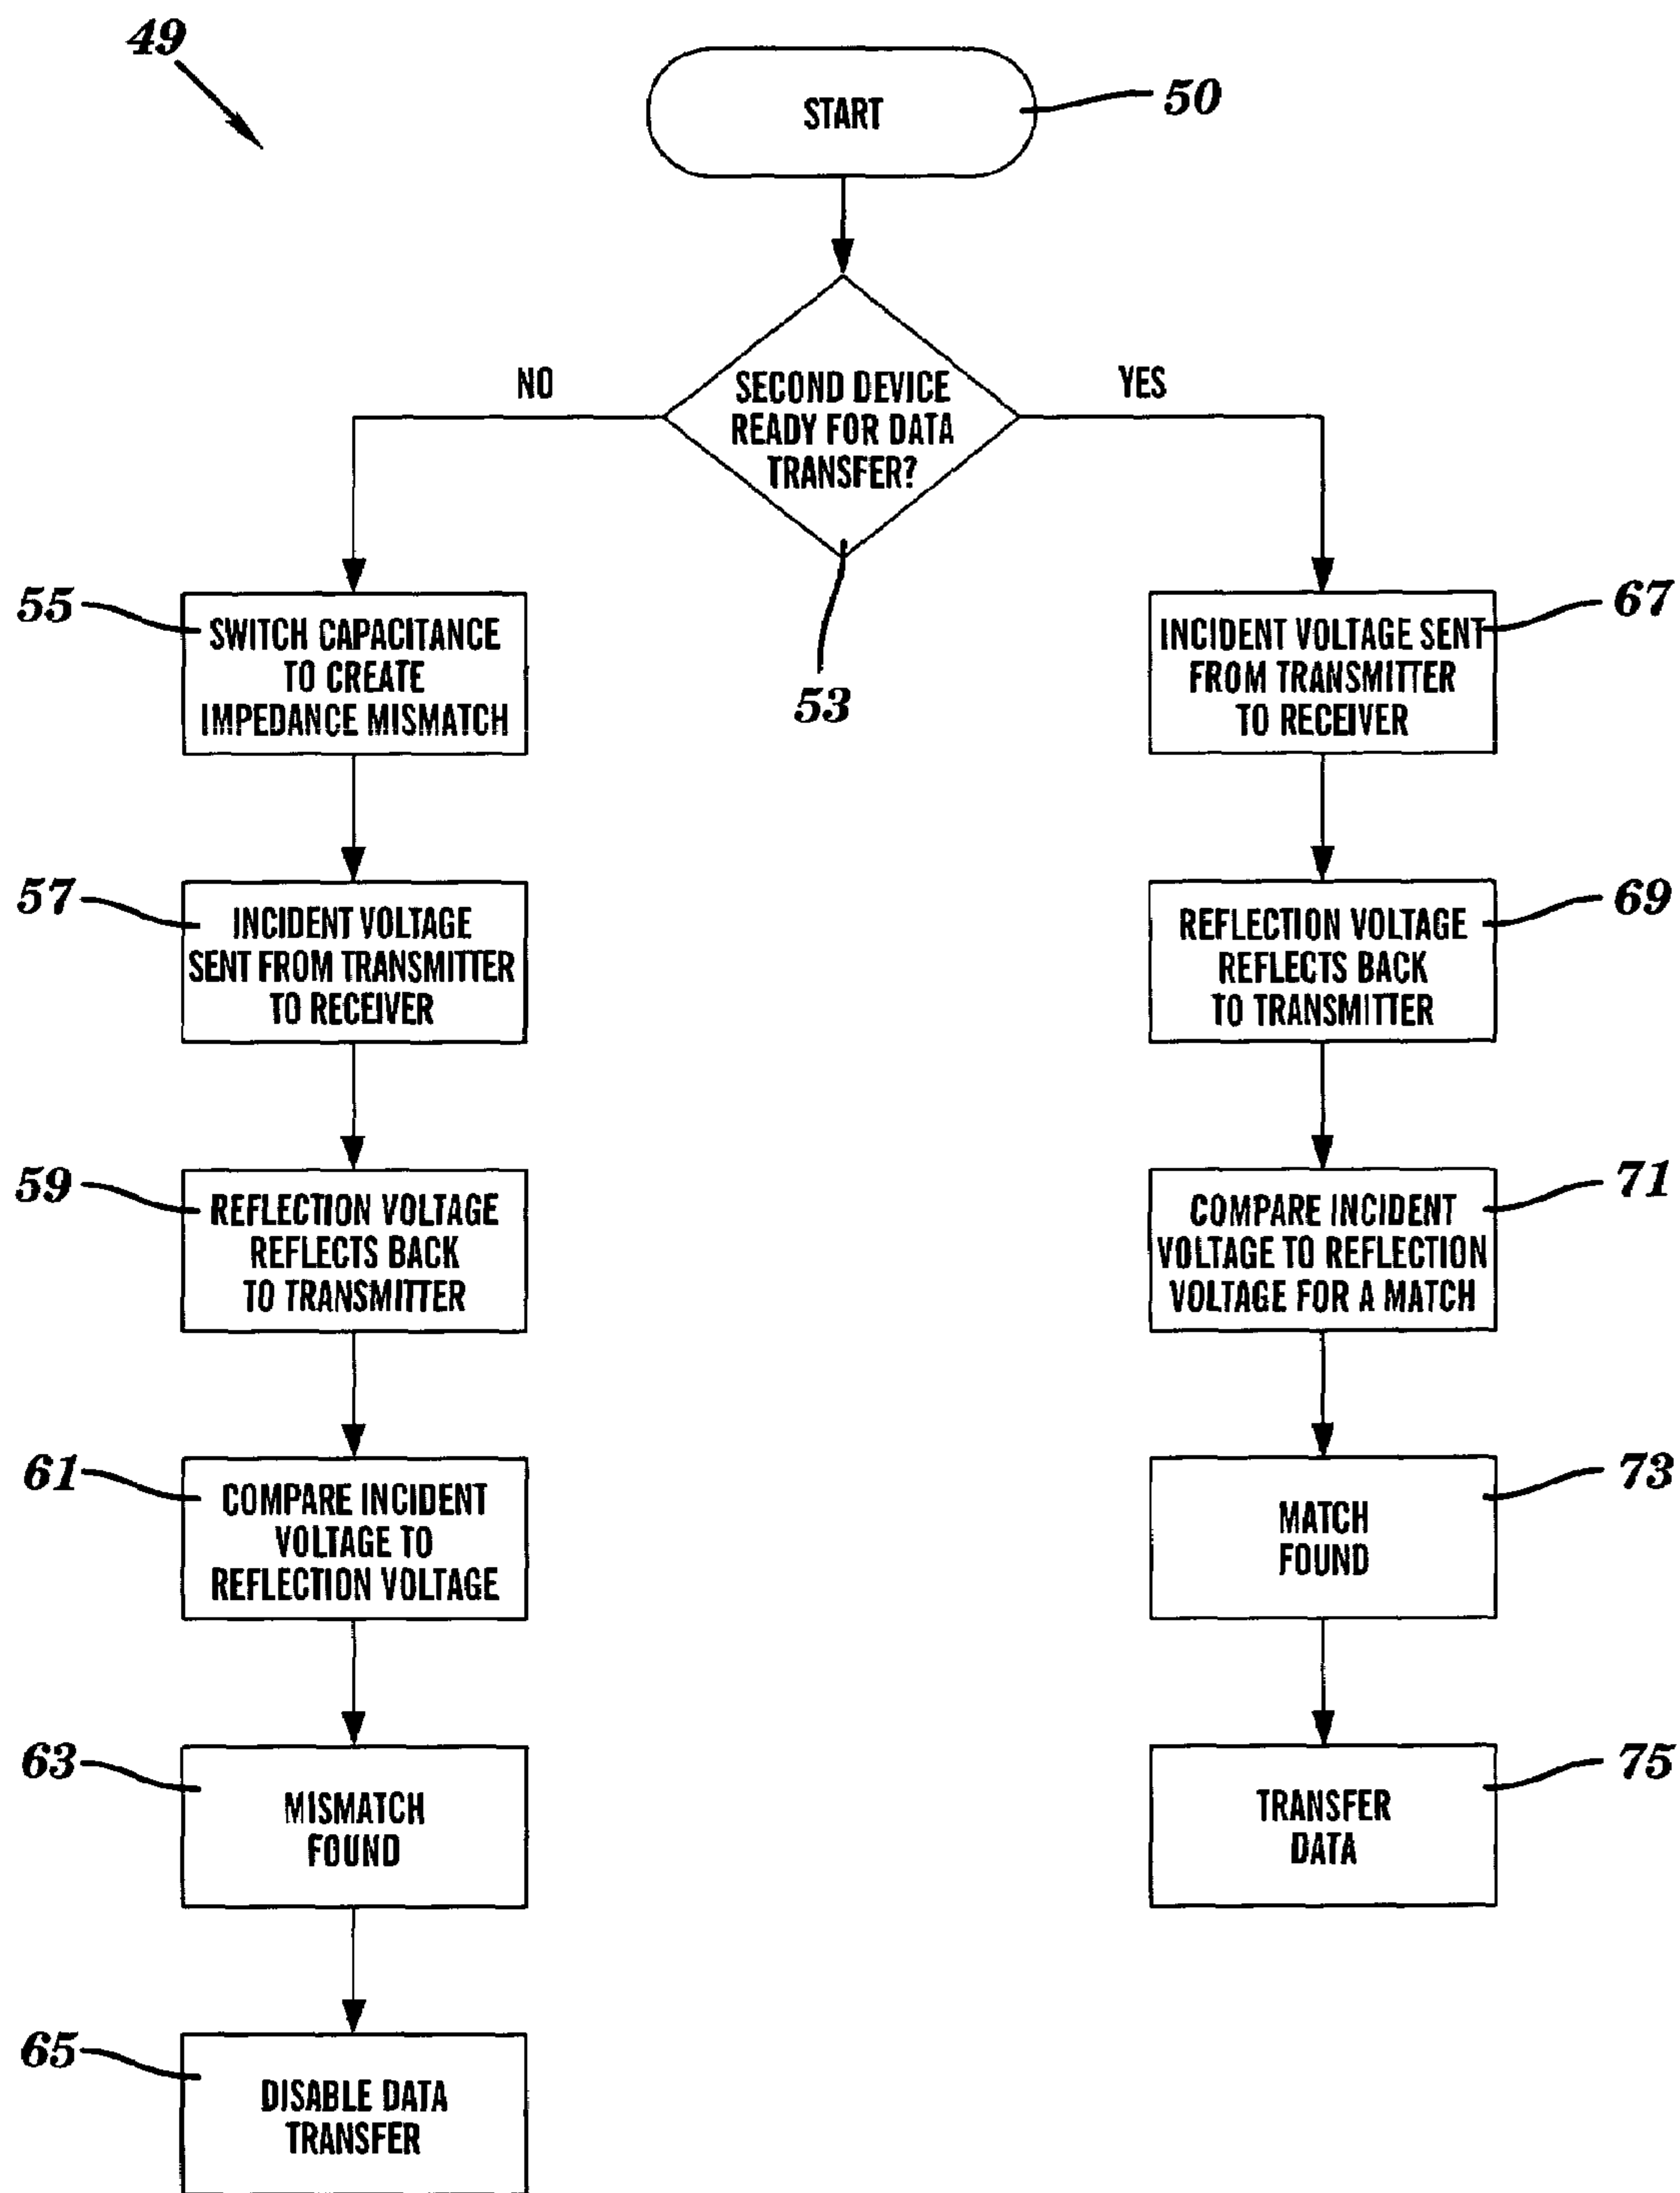 49
START
50
SECOND DEVICE
READY FOR DATA
TRANSFER?
53
NO
YES
55
SWITCH CAPACITANCE
TO CREATE
IMPEDANCE MISMATCH
57
INCIDENT VOLTAGE
SENT FROM TRANSMITTER
TO RECEIVER
59
REFLECTION VOLTAGE
REFLECTS BACK
TO TRANSMITTER
61
COMPARE INCIDENT
VOLTAGE TO
REFLECTION VOLTAGE
63
MISMATCH
FOUND
65
DISABLE DATA
TRANSFER
INCIDENT VOLTAGE SENT
FROM TRANSMITTER
TO RECEIVER
67
REFLECTION VOLTAGE
REFLECTS BACK
TO TRANSMITTER
69
COMPARE INCIDENT
VOLTAGE TO REFLECTION
VOLTAGE FOR A MATCH
71
MATCH
FOUND
73
TRANSFER
DATA
75